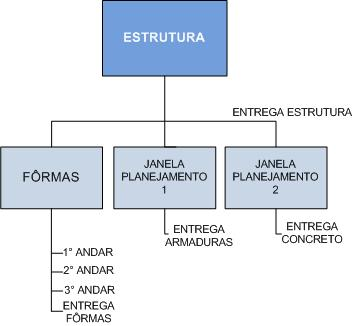 ESTRUTURA
ENTREGA ESTRUTURA
FÔRMAS
JANELA
PLANEJAMENTO
1
JANELA
PLANEJAMENTO
2
1° ANDAR
2° ANDAR
3° ANDAR
ENTREGA
FÔRMAS
ENTREGA
ARMADURAS
ENTREGA
CONCRETO